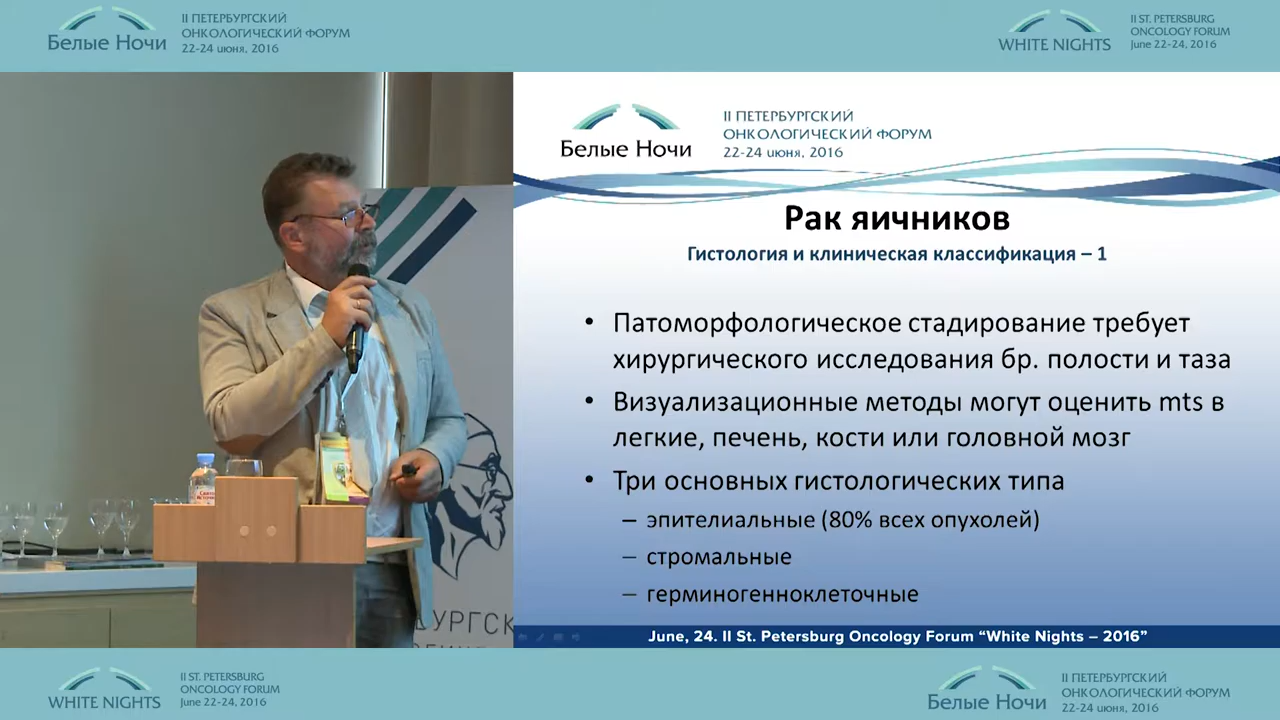 Белые Ночи
II ПЕТЕРБУРГСКИЙ
ОНКОЛОГИЧЕСКИЙ ФОРУМ
22-24 июня, 2016
WHITE NIGHTS
II ST. PETERSBURG
ONCOLOGY FORUM
June 22-24, 2016
Белые Ночи
II ПЕТЕРБУРГСКИЙ
ОНКОЛОГИЧЕСКИЙ ФОРУМ
22-24 июня, 2016
Рак яичников
Гистология и клиническая классификация – 1
• Патоморфологическое стадирование требует
хирургического исследования бр. полости и таза
• Визуализационные методы могут оценить mts в
легкие, печень, кости или головной мозг
• Три основных гистологических типа
– эпителиальные (80% всех опухолей)
– стромальные
– герминогенноклеточные
June, 24. II St. Petersburg Oncology Forum “White Nights – 2016”
WHITE NIGHTS
II ST. PETERSBURG
ONCOLOGY FORUM
June 22-24, 2016
Белые Ночи
II ПЕТЕРБУРГСКИЙ
ОНКОЛОГИЧЕСКИЙ ФОРУМ
22-24 июня, 2016